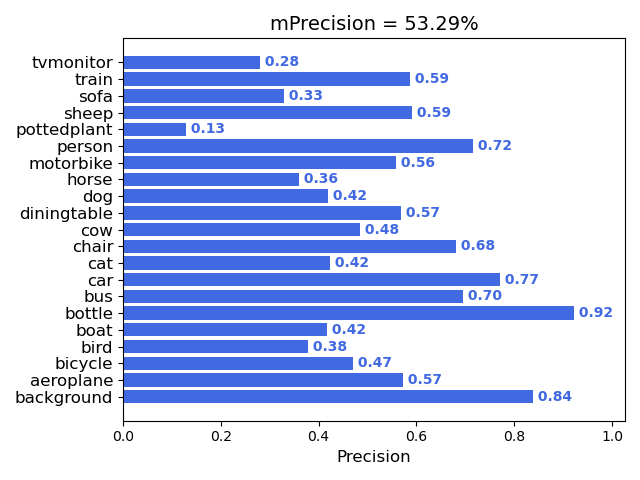 mPrecision = 53.29%
tvmonitor 0.28
train 0.59
sofa 0.33
sheep 0.59
pottedplant 0.13
person 0.72
motorbike 0.56
horse 0.36
dog 0.42
diningtable 0.57
cow 0.48
chair 0.68
cat 0.42
car 0.77
bus 0.70
bottle 0.92
boat 0.42
bird 0.38
bicycle 0.47
aeroplane 0.57
background 0.84
0.0 0.2 0.4 0.6 0.8 1.0
Precision